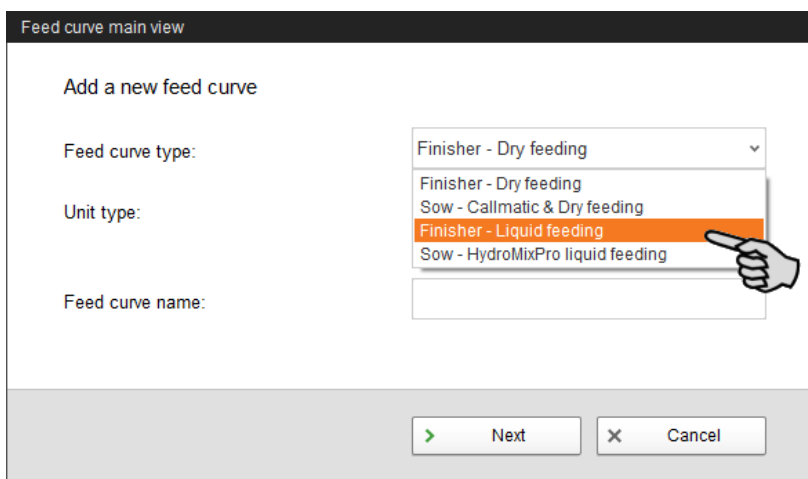 Feed curve main view
Add a new feed curve
Feed curve type:
Finisher - Dry feeding
Finisher - Dry feeding
Sow - Callmatic & Dry feeding
Unit type:
Finisher - Liquid feeding
Sow - HydroMixPro liquid feeding
Feed curve name:
Next
Cancel